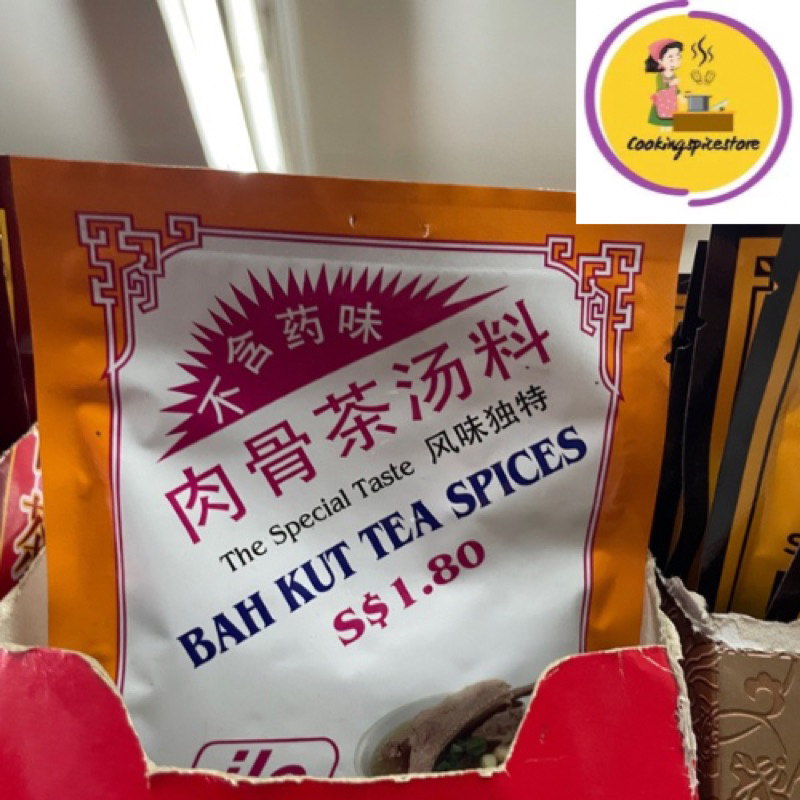 Cookingspicestore
不含药味
肉骨茶汤料
The Special Taste 风味独特
BAH KUT TEA SPICES
S$1.80